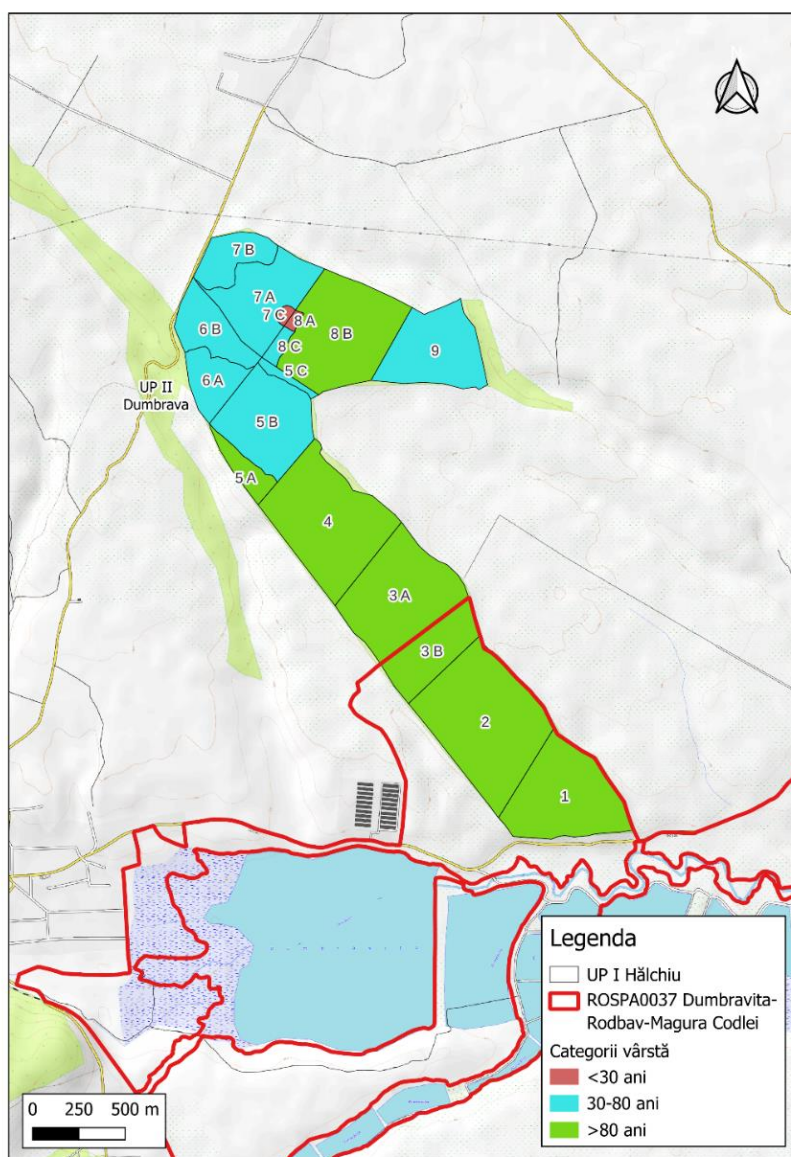 7 B
7 A
7 C
8 A
6 B
8 B
8 C
9
5 C
6 A
UP II
Dumbrava
5 B
5 A
4
3 A
3 B
2
1
Legenda
UP I Hălchiu
ROSPA0037 Dumbravita-
Rodbav-Magura Codlei
Categorii vârstă
<30 ani
30-80 ani
>80 ani
0 250 500 m